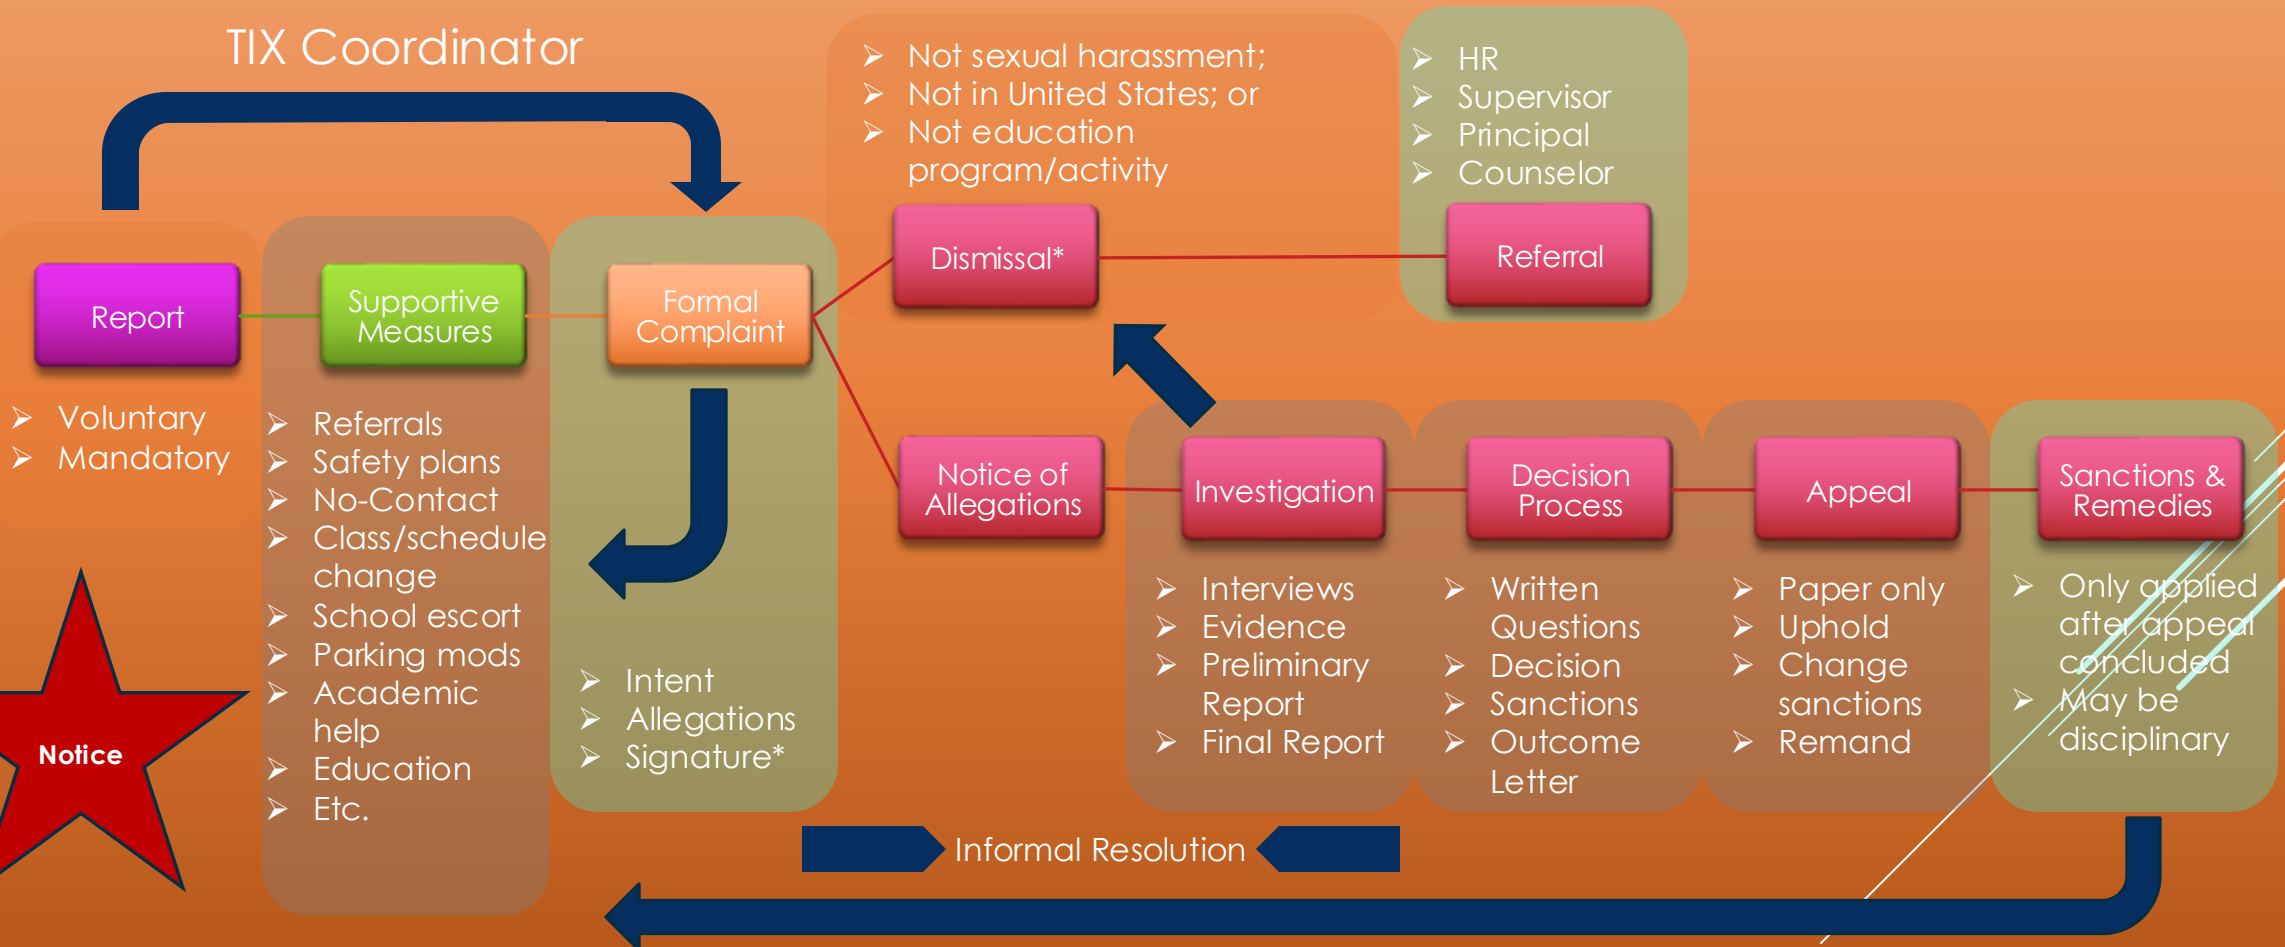 TIX Coordinator
Not sexual harassment;
Not in United States; or
Not education
program/activity
HR
Supervisor
Principal
Counselor
Report
Supportive
Measures
Formal
Complaint
Dismissal*
Referral
Voluntary
Mandatory
Referrals
Safety plans
No-Contact
Class/schedule
change
School escort
Parking mods
Academic
help
Education
Etc.
Intent
Allegations
Signature*
Notice of
Allegations
Investigation
Decision
Process
Appeal
Sanctions &
Remedies
Interviews
Evidence
Preliminary
Report
Final Report
Written
Questions
Decision
Sanctions
Outcome
Letter
Paper only
Uphold
Change
sanctions
Remand
Only applied
after appeal
concluded
May be
disciplinary
Notice
Informal Resolution